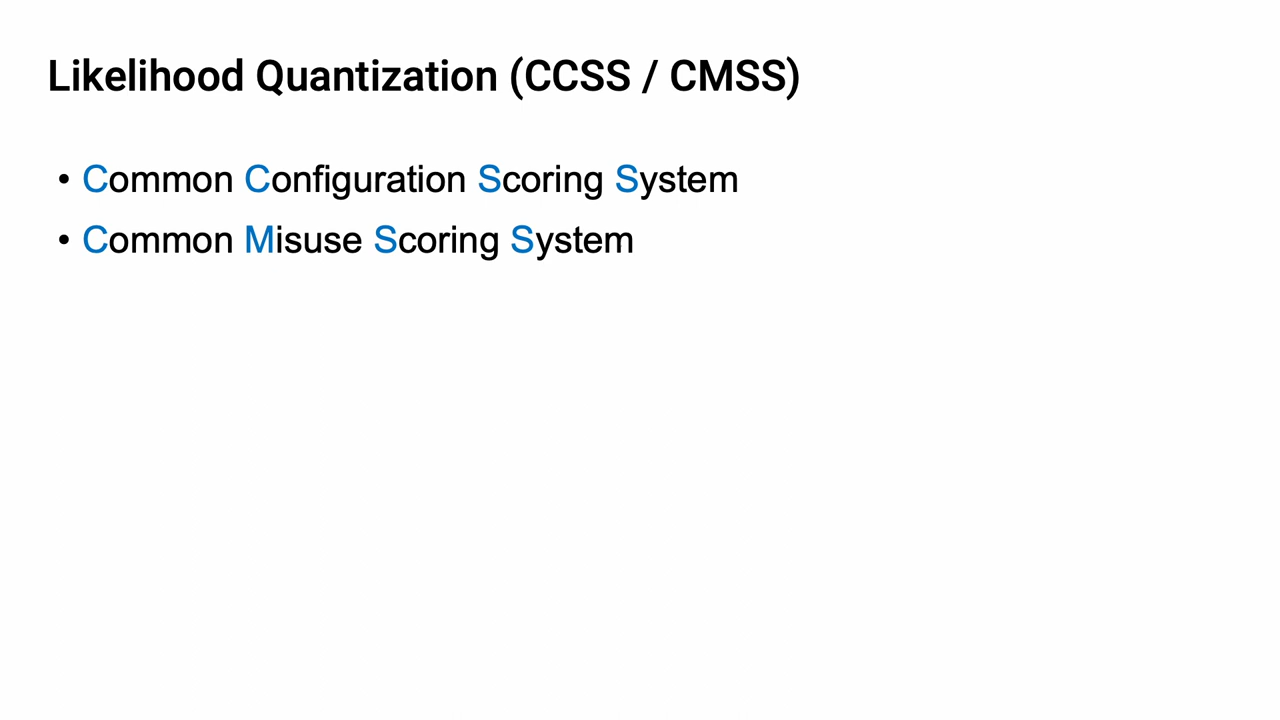 Likelihood Quantization (CCSS / CMSS)
• Common Configuration Scoring System
• Common Misuse Scoring System